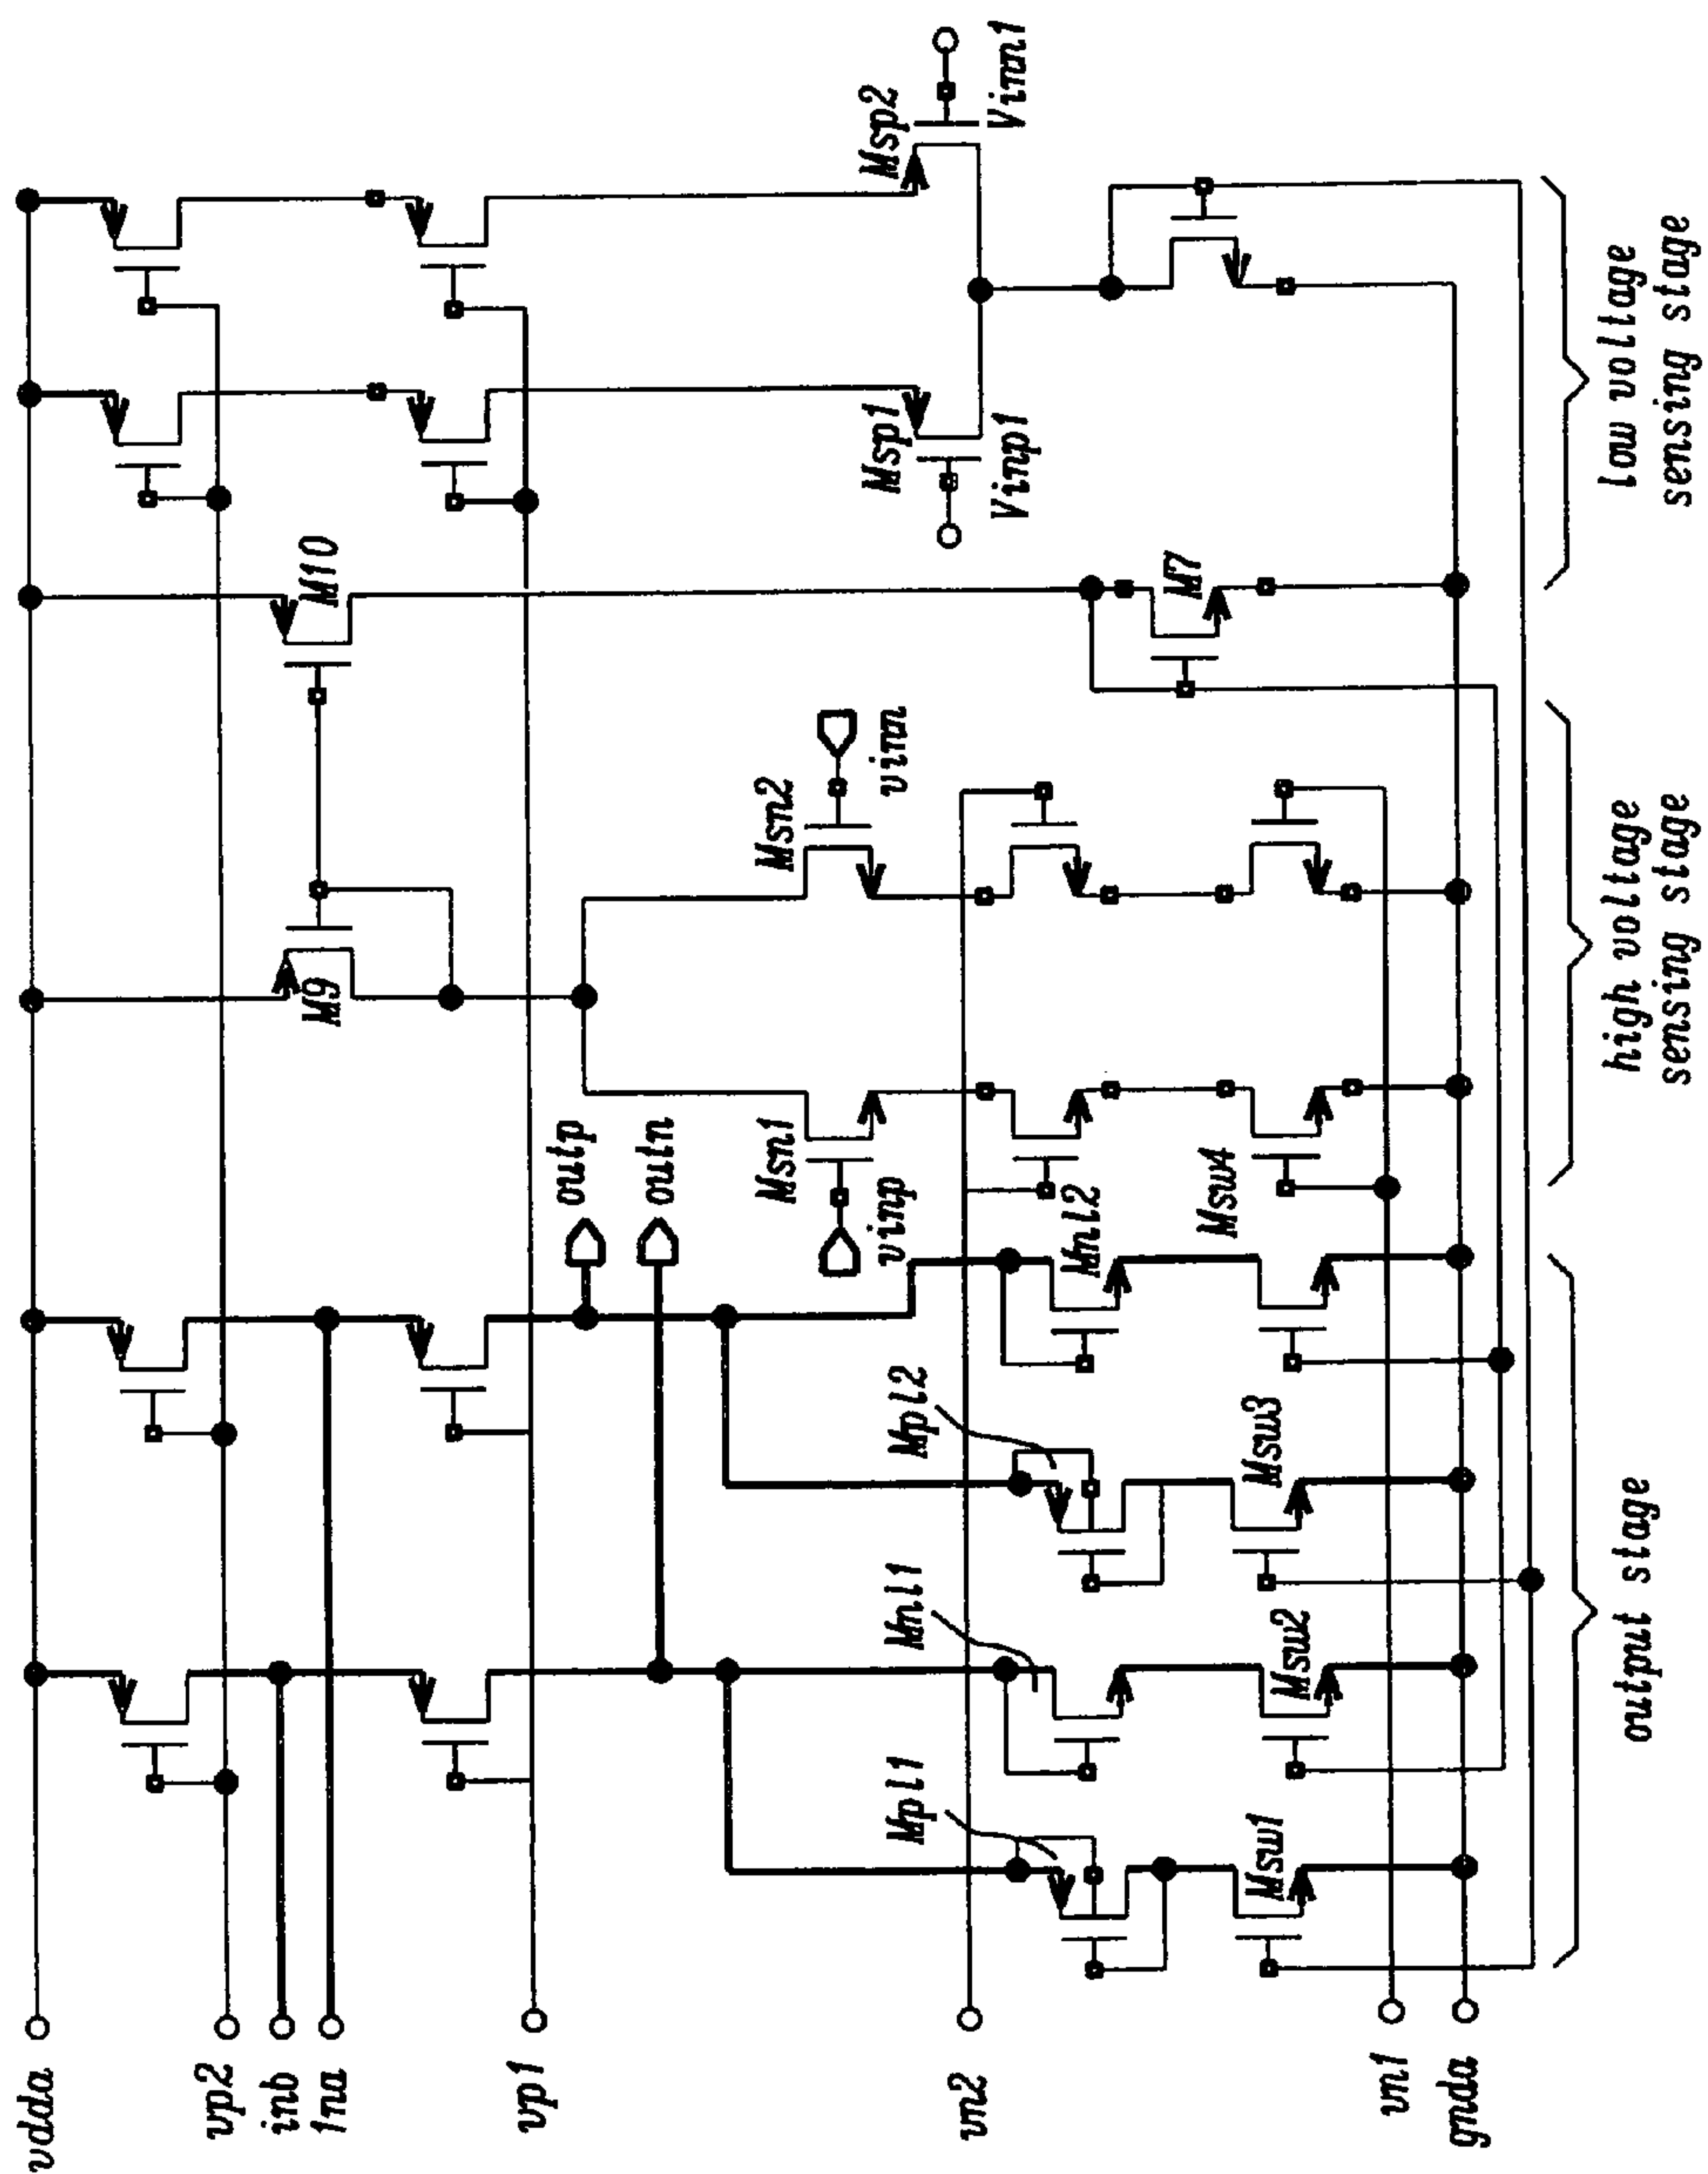 vdda
vp2
inb
1na
vp1
vn2
vn1
gnda
outp
outn
M9
M10
M7
Msn1
vinp
Msn2
vinn
Msp1
Vinp1
Msp2
Vinn1
Mpl1
Mnl1
Mpl2
Mnl2
Msw1
Msw2
Msw3
Msw4
output stage
high voltage
sensing stage
low voltage
sensing stage